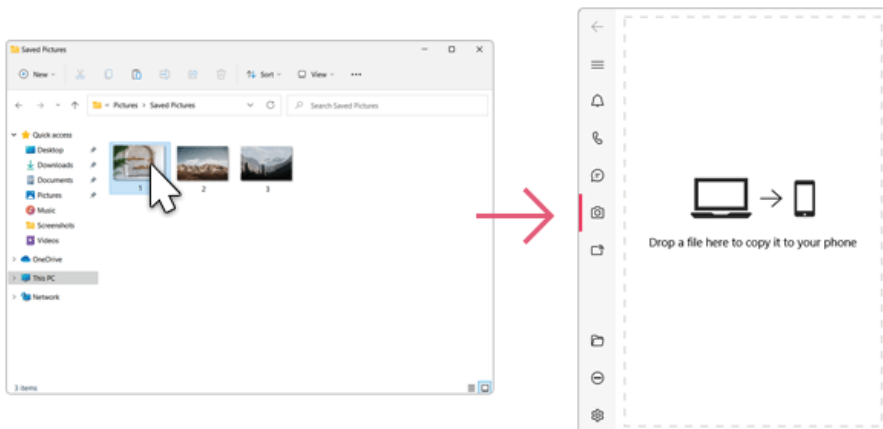 Saved Pictures
New
Sort
View
« Pictures > Saved Pictures
Search Saved Pictures
Quick access
Desktop
Downloads
Documents
Pictures
Music
Screenshots
Videos
OneDrive
This PC
Network
1
2
3
3 items
Drop a file here to copy it to your phone